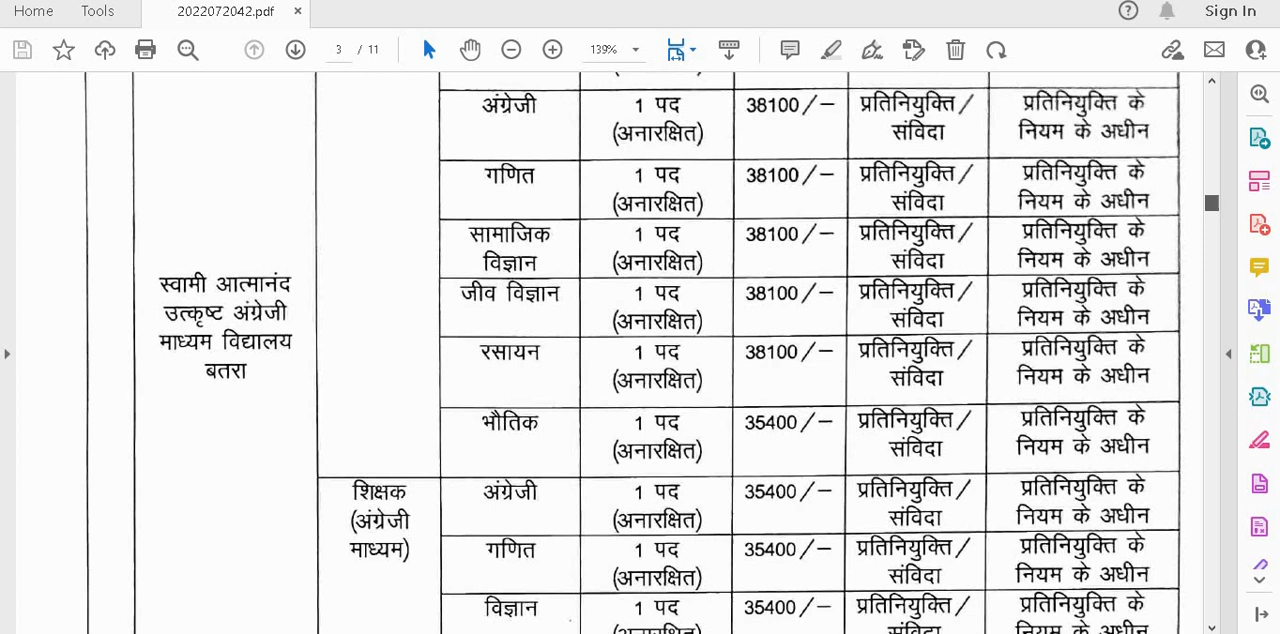 Home Tools 2022072042.pdf × Sign In
3 / 11 139%
अंग्रेजी 1 पद 38100/– प्रतिनियुक्ति/ प्रतिनियुक्ति के
(अनारक्षित) संविदा नियम के अधीन
गणित 1 पद 38100/– प्रतिनियुक्ति/ प्रतिनियुक्ति के
(अनारक्षित) संविदा नियम के अधीन
सामाजिक 1 पद 38100/– प्रतिनियुक्ति/ प्रतिनियुक्ति के
विज्ञान (अनारक्षित) संविदा नियम के अधीन
स्वामी आत्मानंद
उत्कृष्ट अंग्रेजी
माध्यम विद्यालय
बतरा
जीव विज्ञान 1 पद 38100/– प्रतिनियुक्ति/ प्रतिनियुक्ति के
(अनारक्षित) संविदा नियम के अधीन
रसायन 1 पद 38100/– प्रतिनियुक्ति/ प्रतिनियुक्ति के
(अनारक्षित) संविदा नियम के अधीन
भौतिक 1 पद 35400/– प्रतिनियुक्ति/ प्रतिनियुक्ति के
(अनारक्षित) संविदा नियम के अधीन
शिक्षक अंग्रेजी 1 पद 35400/– प्रतिनियुक्ति/ प्रतिनियुक्ति के
(अंग्रेजी (अनारक्षित) संविदा नियम के अधीन
माध्यम) गणित 1 पद 35400/– प्रतिनियुक्ति/ प्रतिनियुक्ति के
(अनारक्षित) संविदा नियम के अधीन
विज्ञान 1 पद 35400/– प्रतिनियुक्ति/ प्रतिनियुक्ति के